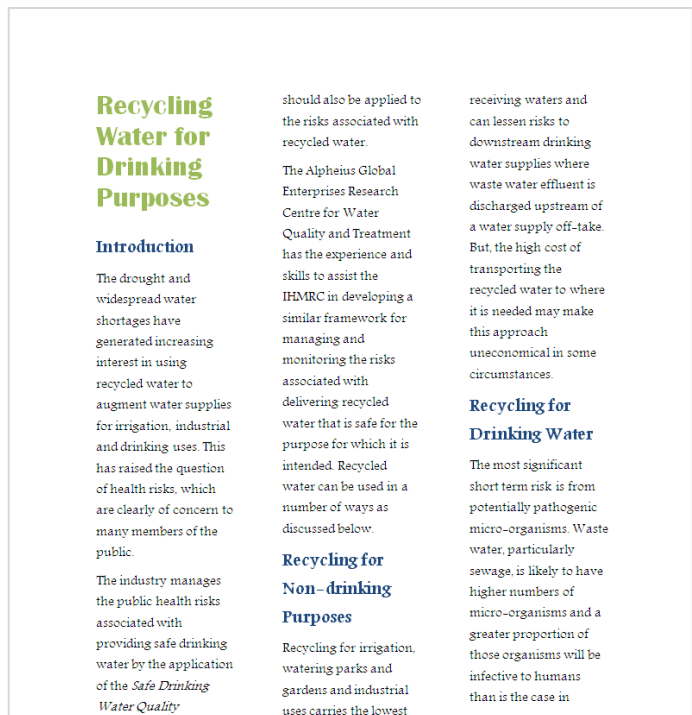 Recycling
Water for
Drinking
Purposes
Introduction
The drought and
widespread water
shortages have
generated increasing
interest in using
recycled water to
augment water supplies
for irrigation, industrial
and drinking uses. This
has raised the question
of health risks, which
are clearly of concern to
many members of the
public.
The industry manages
the public health risks
associated with
providing safe drinking
water by the application
of the Safe Drinking
Water Quality
should also be applied to
the risks associated with
recycled water.
The Alpheius Global
Enterprises Research
Centre for Water
Quality and Treatment
has the experience and
skills to assist the
IHMRC in developing a
similar framework for
managing and
monitoring the risks
associated with
delivering recycled
water that is safe for the
purpose for which it is
intended. Recycled
water can be used in a
number of ways as
discussed below.
Recycling for
Non-drinking
Purposes
Recycling for irrigation,
watering parks and
gardens and industrial
uses carries the lowest
receiving waters and
can lessen risks to
downstream drinking
water supplies where
waste water effluent is
discharged upstream of
a water supply off-take.
But, the high cost of
transporting the
recycled water to where
it is needed may make
this approach
uneconomical in some
circumstances.
Recycling for
Drinking Water
The most significant
short term risk is from
potentially pathogenic
micro-organisms. Waste
water, particularly
sewage, is likely to have
higher numbers of
micro-organisms and a
greater proportion of
those organisms will be
infective to humans
than is the case in